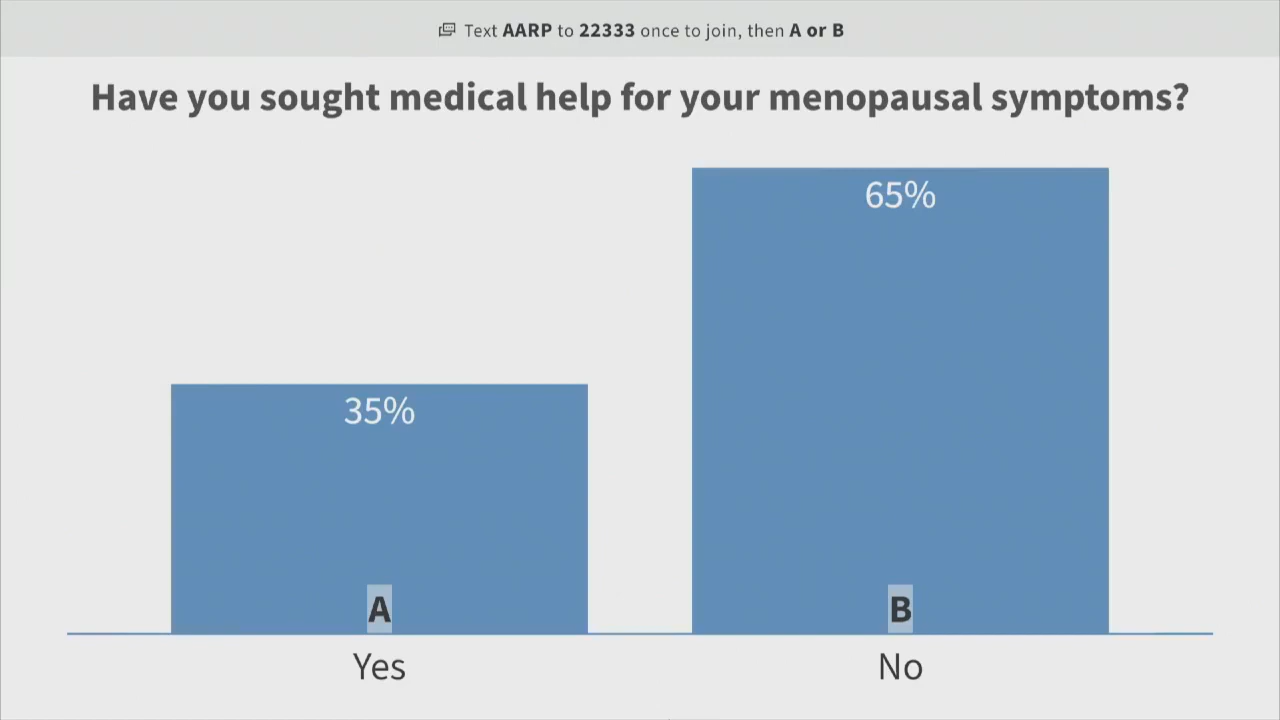 Text AARP to 22333 once to join, then A or B
Have you sought medical help for your menopausal symptoms?
65%
35%
A
B
Yes
No